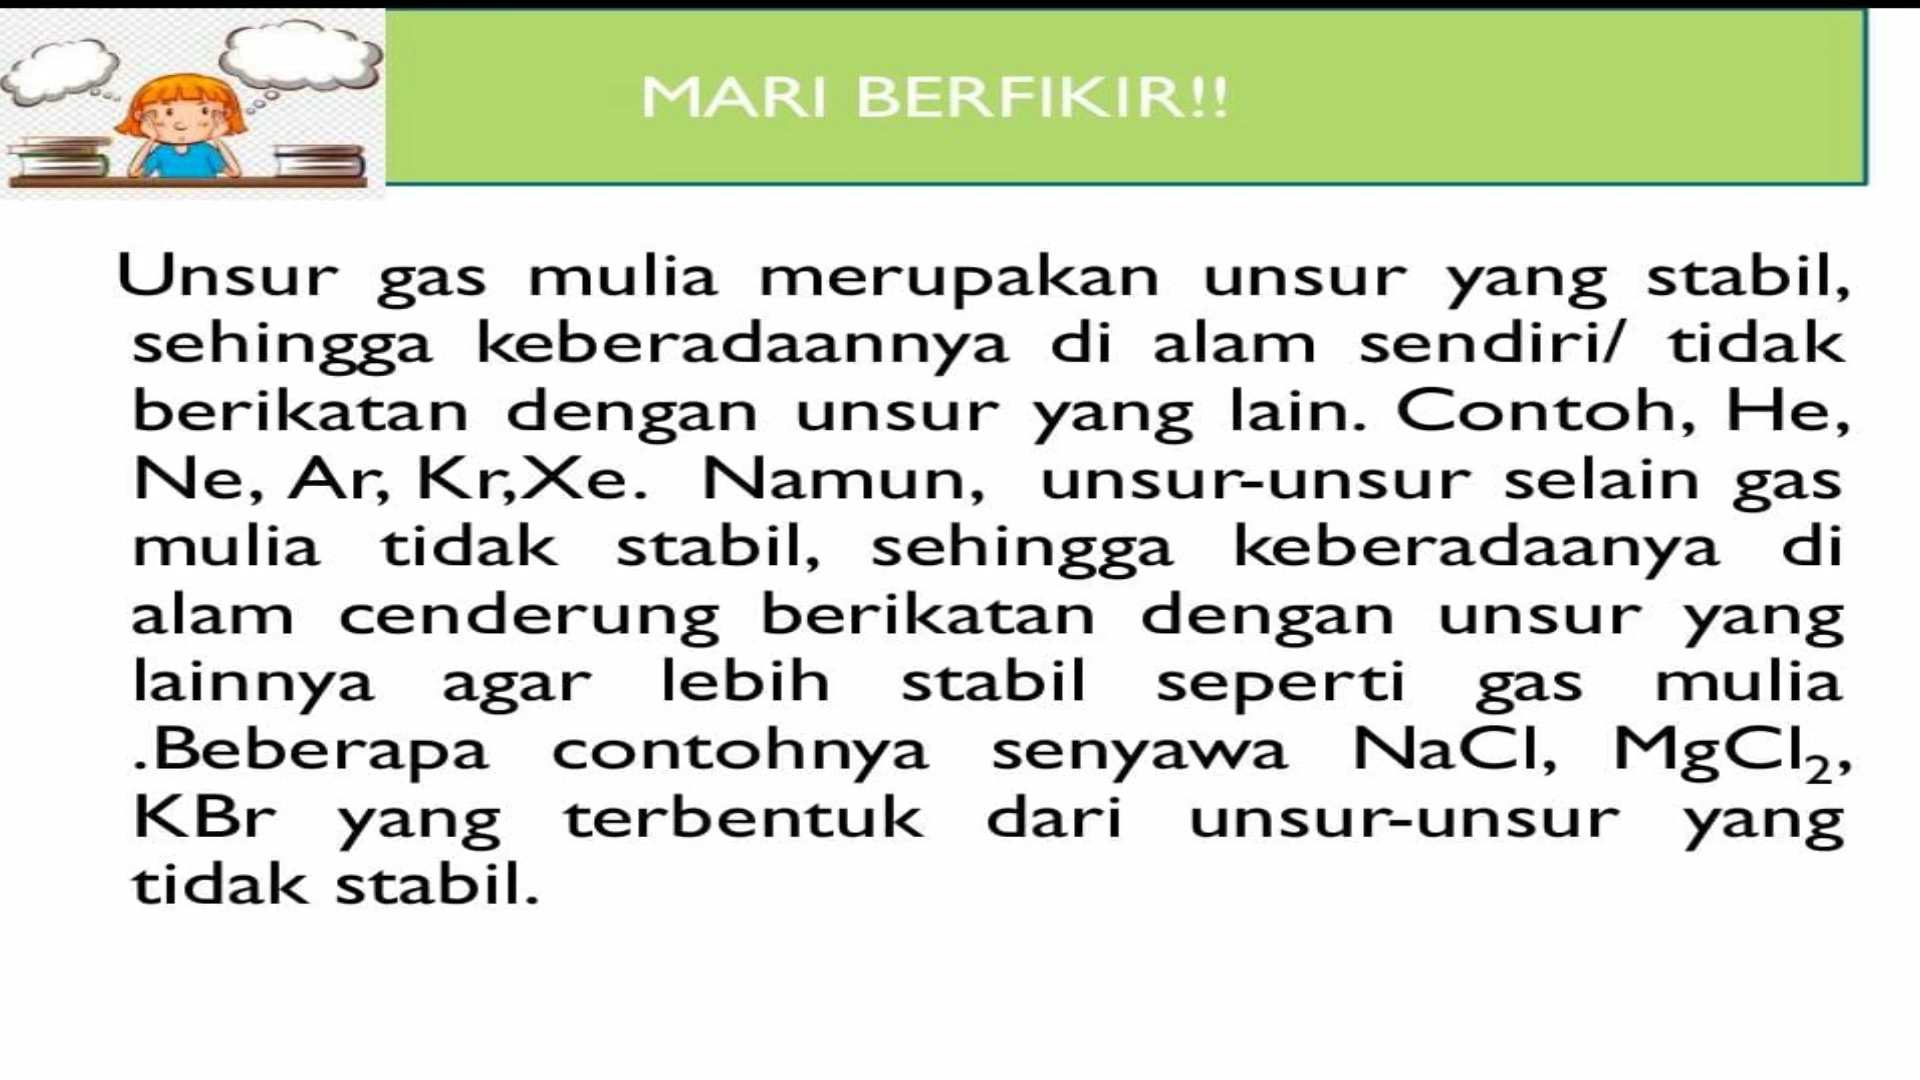 MARI BERFIKIR!!
Unsur gas mulia merupakan unsur yang stabil,
sehingga keberadaannya di alam sendiri/ tidak
berikatan dengan unsur yang lain. Contoh, He,
Ne, Ar, Kr,Xe. Namun, unsur-unsur selain gas
mulia tidak stabil, sehingga keberadaanya di
alam cenderung berikatan dengan unsur yang
lainnya agar lebih stabil seperti gas mulia
.Beberapa contohnya senyawa NaCl, MgCl₂,
KBr yang terbentuk dari unsur-unsur yang
tidak stabil.